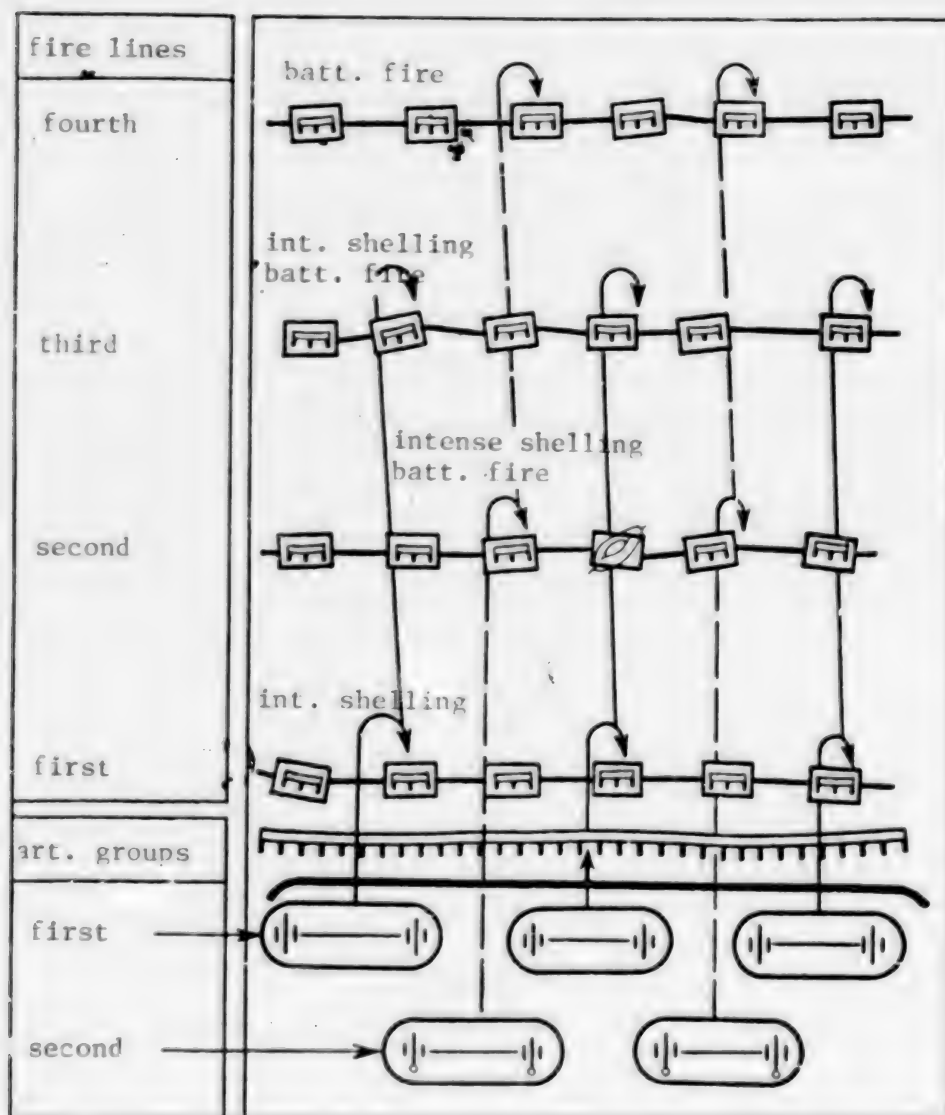 fire lines
batt. fire
fourth
int. shelling
batt. fire
third
intense shelling
batt. fire
second
int. shelling
first
art. groups
first
second